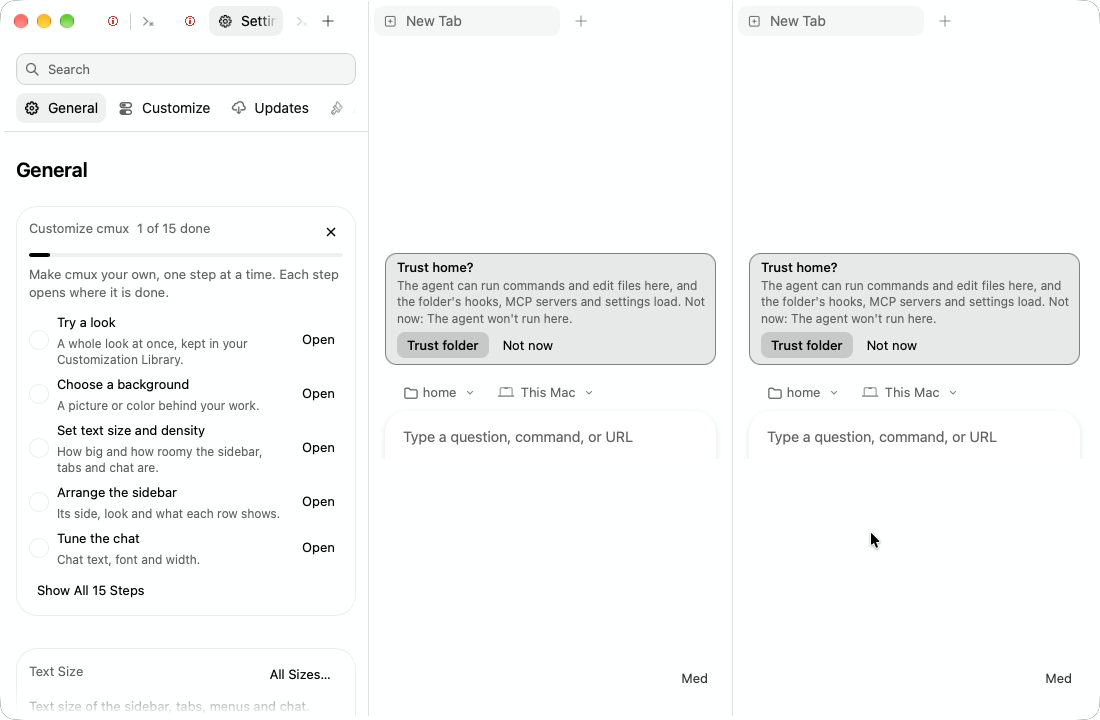 Settin
New Tab
New Tab
Search
General
Customize
Updates
General
Customize cmux 1 of 15 done
Make cmux your own, one step at a time. Each step
opens where it is done.
Try a look
A whole look at once, kept in your
Customization Library.
Open
Choose a background
A picture or color behind your work.
Open
Set text size and density
How big and how roomy the sidebar,
tabs and chat are.
Open
Arrange the sidebar
Its side, look and what each row shows.
Open
Tune the chat
Chat text, font and width.
Open
Show All 15 Steps
Text Size
All Sizes...
Text size of the sidebar, tabs, menus and chat.
Trust home?
The agent can run commands and edit files here, and
the folder's hooks, MCP servers and settings load. Not
now: The agent won't run here.
Trust folder
Not now
home
This Mac
Type a question, command, or URL
Med
Trust home?
The agent can run commands and edit files here, and
the folder's hooks, MCP servers and settings load. Not
now: The agent won't run here.
Trust folder
Not now
home
This Mac
Type a question, command, or URL
Med